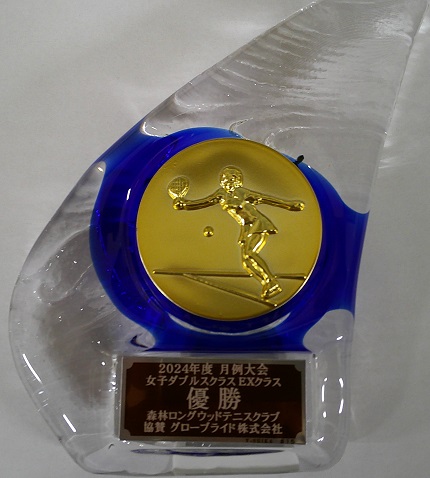 2024年度 月例大会
女子ダブルスクラス EXクラス
優勝
森林ロングウッドテニスクラブ
協賛 グローブライド株式会社